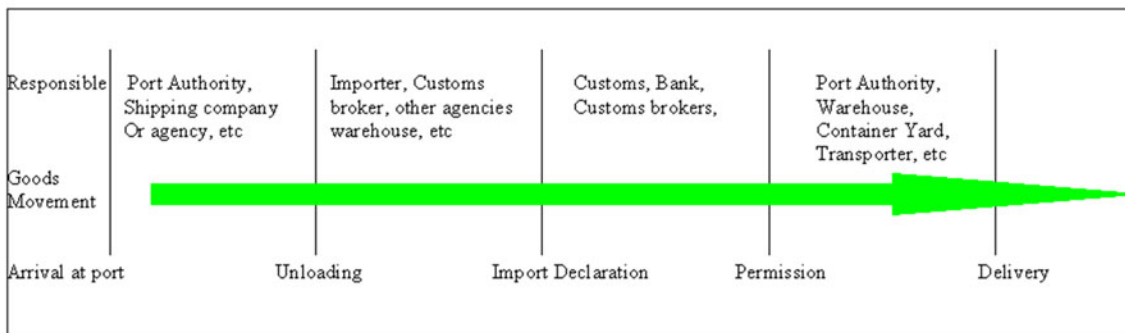 Responsible
Port Authority,
Shipping company
Or agency, etc
Importer, Customs
broker, other agencies
warehouse, etc
Customs, Bank,
Customs brokers,
Port Authority,
Warehouse,
Container Yard,
Transporter, etc
Goods
Movement
Arrival at port
Unloading
Import Declaration
Permission
Delivery